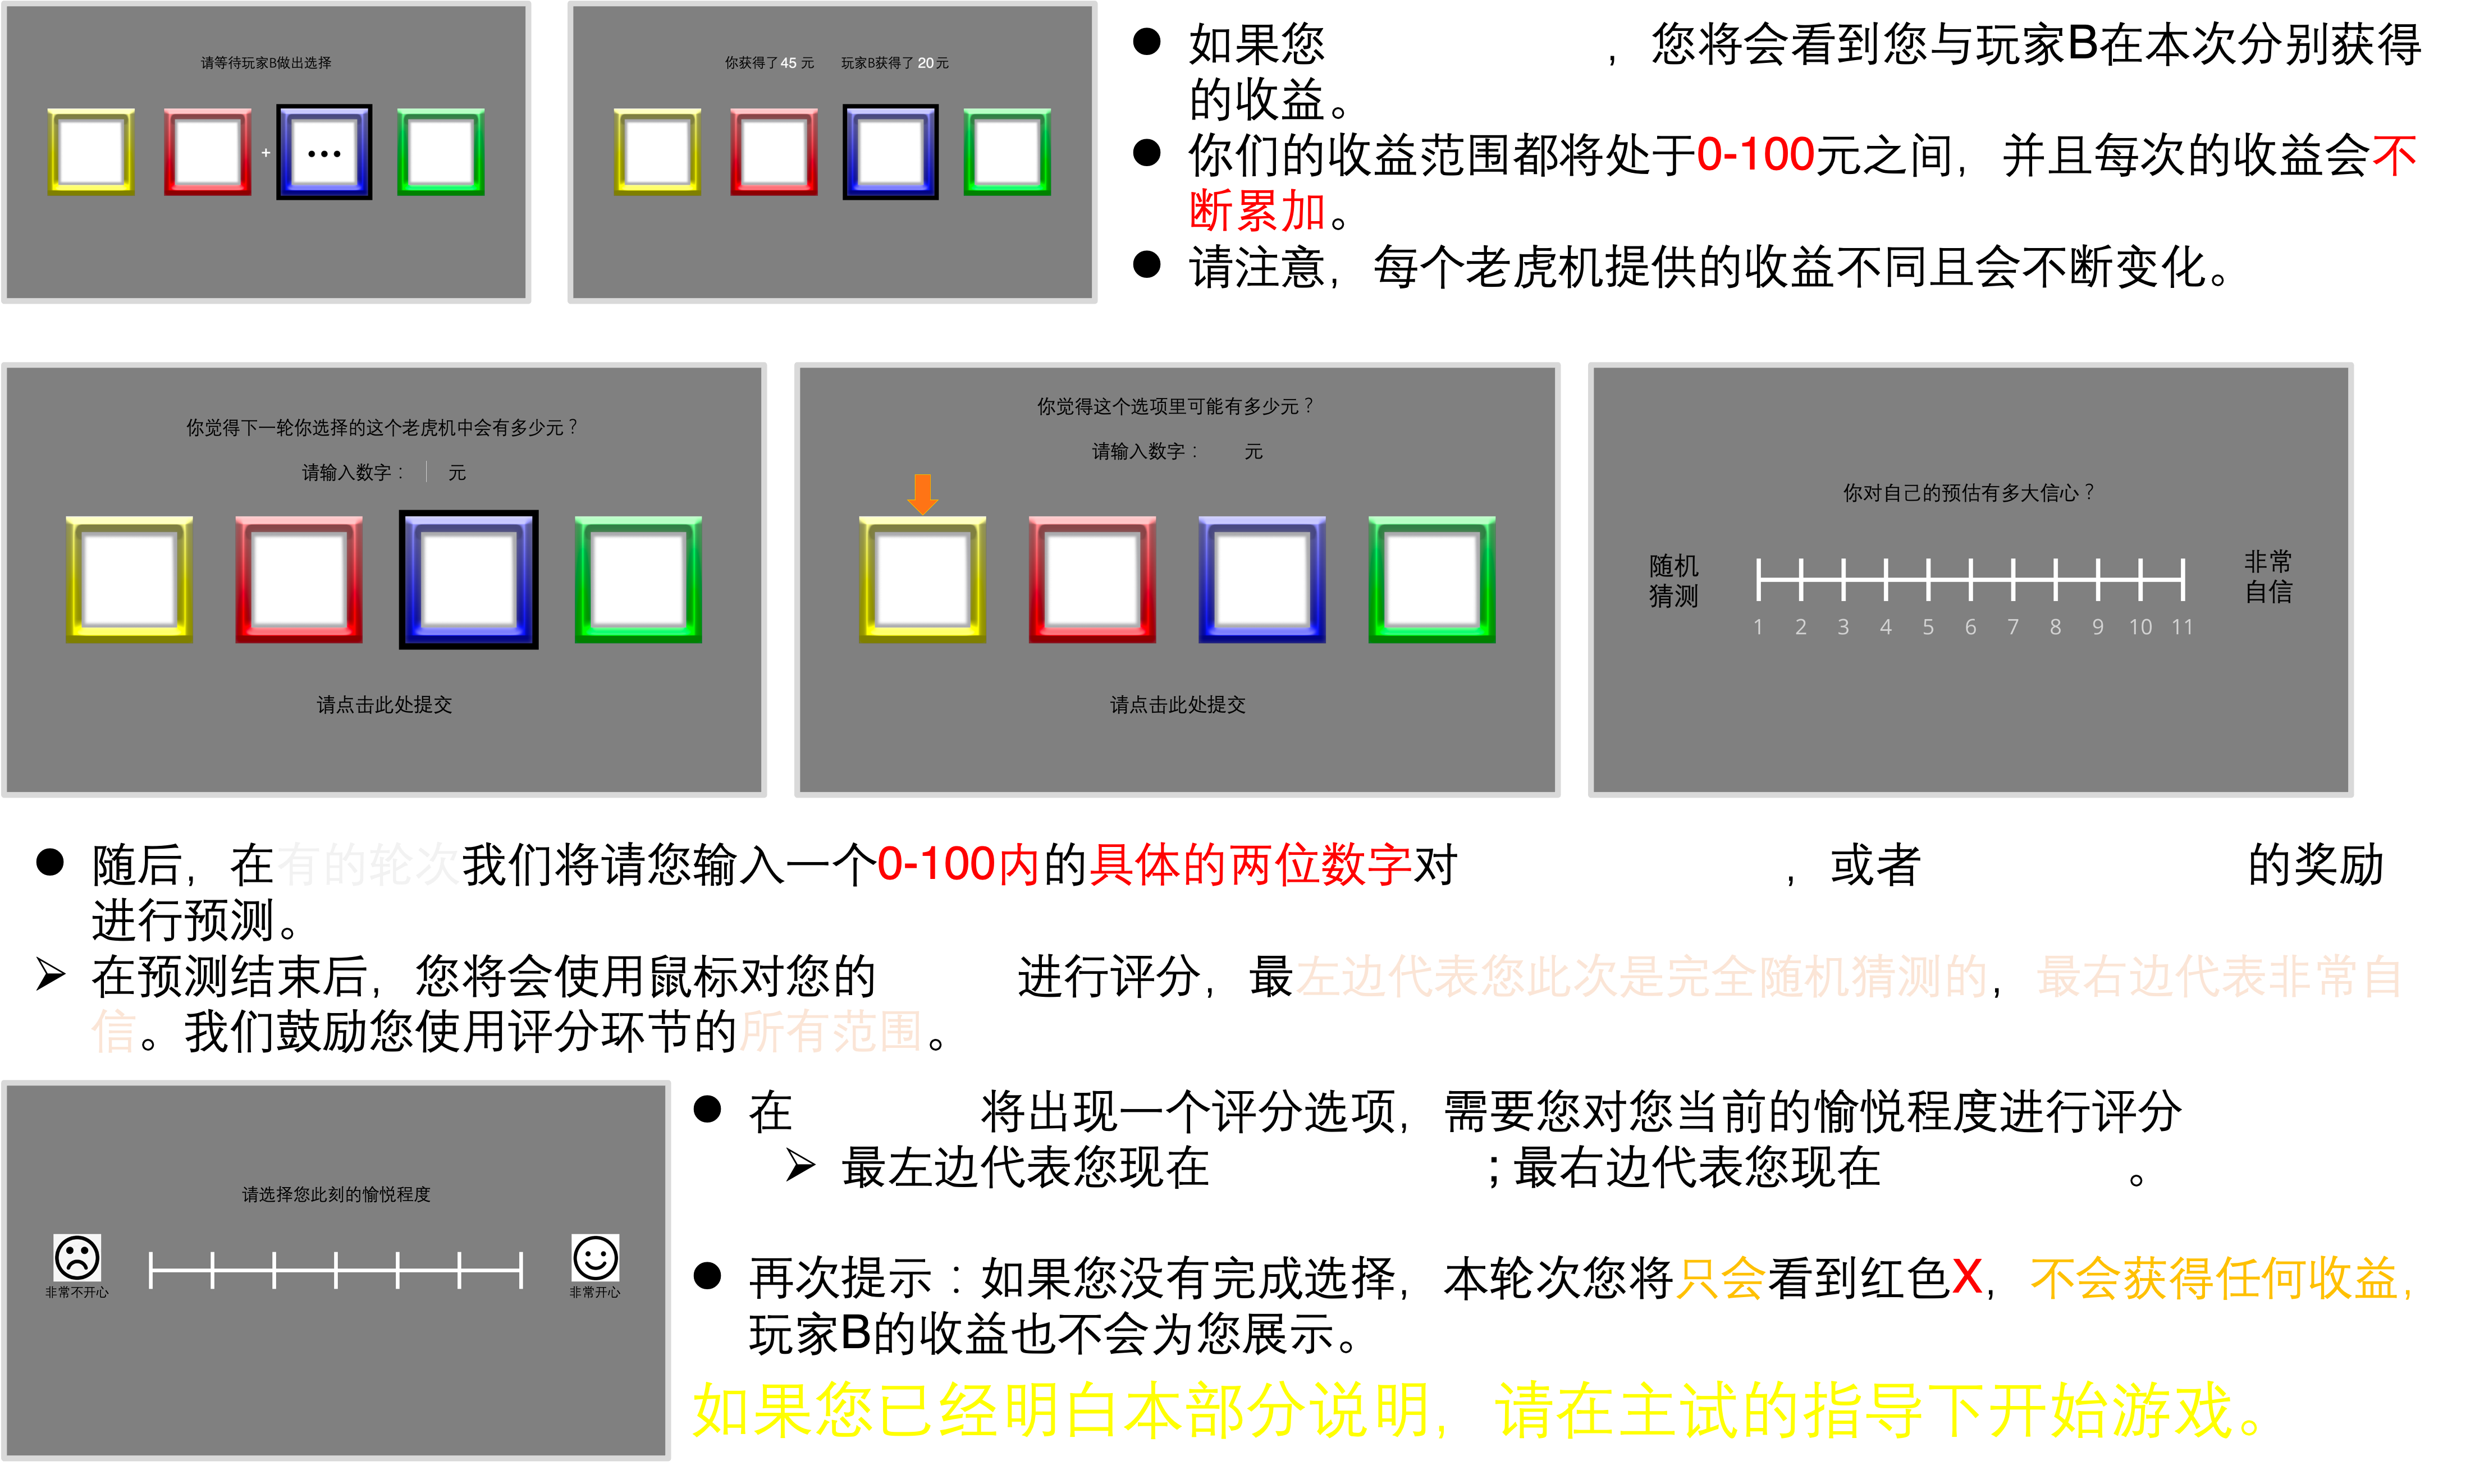 请等待玩家B做出选择
+
你获得了 45 元 玩家B获得了 20 元
如果您 ，您将会看到您与玩家B在本次分别获得
的收益。
你们的收益范围都将处于0-100元之间，并且每次的收益会不
断累加。
请注意，每个老虎机提供的收益不同且会不断变化。
你觉得下一轮你选择的这个老虎机中会有多少元？
请输入数字： 元
请点击此处提交
你觉得这个选项里可能有多少元？
请输入数字： 元
请点击此处提交
你对自己的预估有多大信心？
随机
猜测
非常
自信
1 2 3 4 5 6 7 8 9 10 11
随后，在有的轮次我们将请您输入一个0-100内的具体的两位数字对 ，或者 的奖励
进行预测。
在预测结束后，您将会使用鼠标对您的 进行评分，最左边代表您此次是完全随机猜测的，最右边代表非常自
信。我们鼓励您使用评分环节的所有范围。
请选择您此刻的愉悦程度
非常不开心
非常开心
在 将出现一个评分选项，需要您对您当前的愉悦程度进行评分
最左边代表您现在 ；最右边代表您现在 。
再次提示：如果您没有完成选择，本轮次您将只会看到红色X，不会获得任何收益，
玩家B的收益也不会为您展示。
如果您已经明白本部分说明，请在主试的指导下开始游戏。